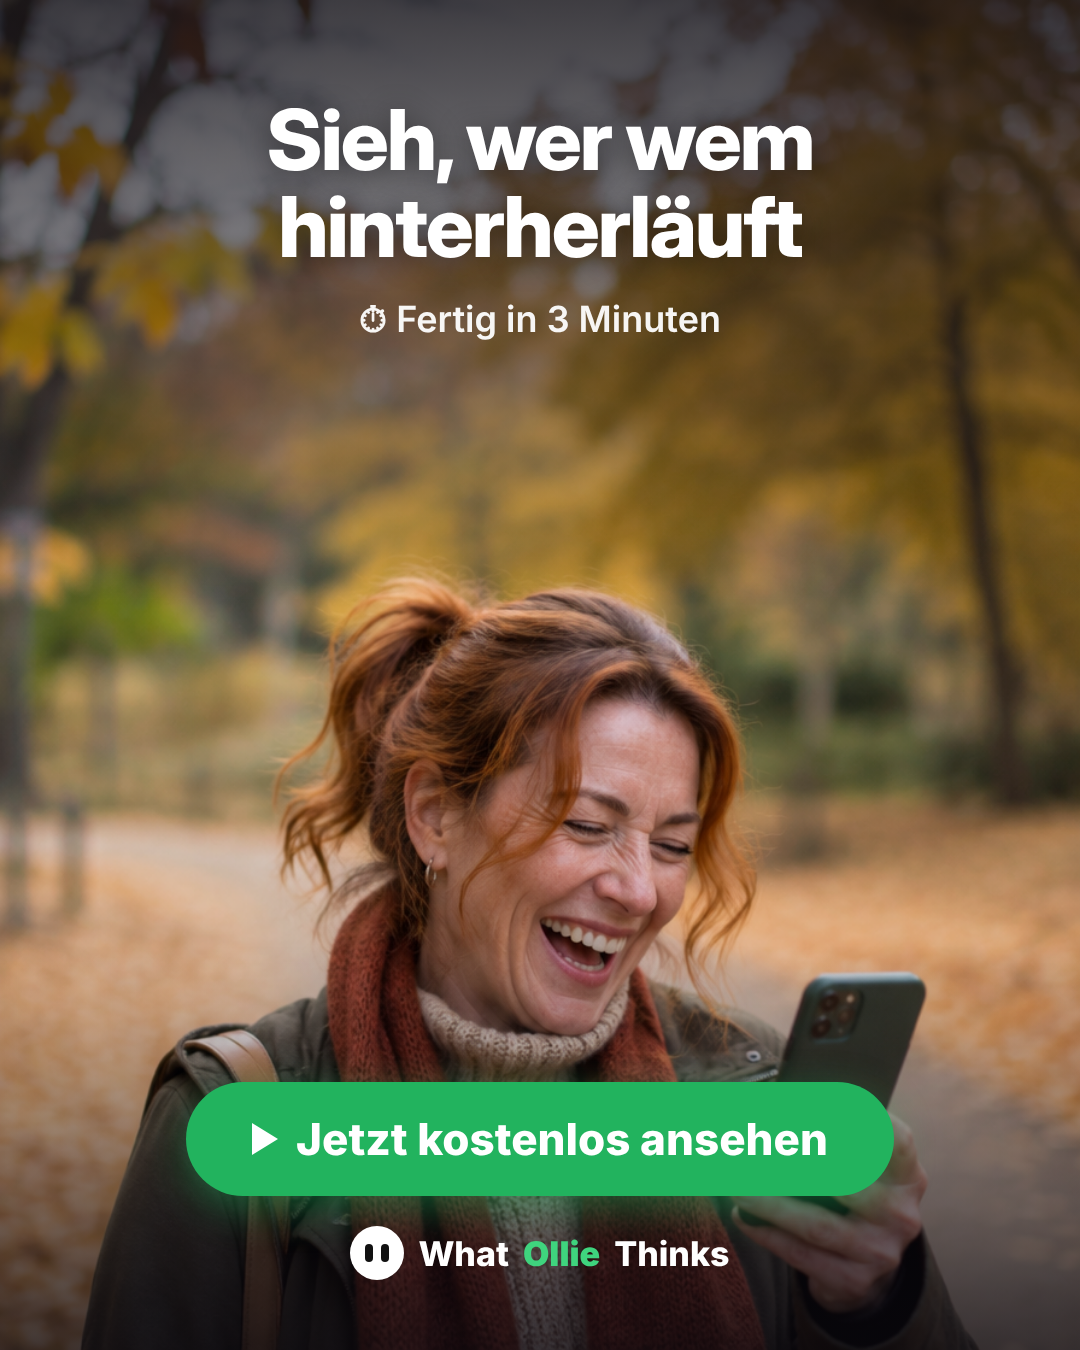 Sieh, wer wem
hinterherläuft
⏱ Fertig in 3 Minuten
▶ Jetzt kostenlos ansehen
What Ollie Thinks